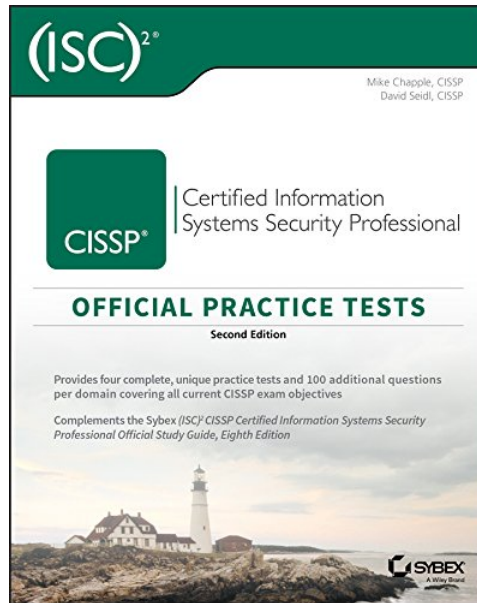 (ISC)²®
Mike Chapple, CISSP
David Seidl, CISSP
CISSP®
Certified Information
Systems Security Professional
OFFICIAL PRACTICE TESTS
Second Edition
Provides four complete, unique practice tests and 100 additional questions
per domain covering all current CISSP exam objectives
Complements the Sybex (ISC)² CISSP Certified Information Systems Security
Professional Official Study Guide, Eighth Edition
SYBEX
A Wiley Brand